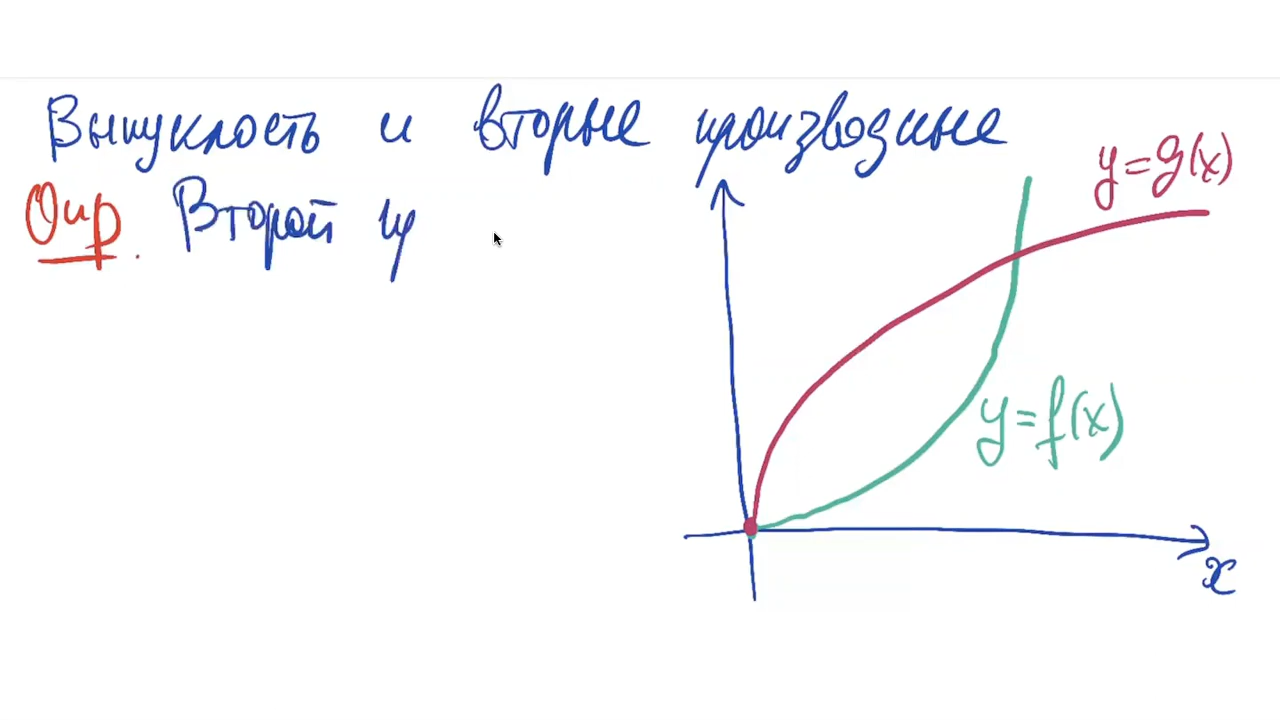 Выпуклость и вторые производные
Опр. Второй пр
y=g(x)
y=f(x)
x